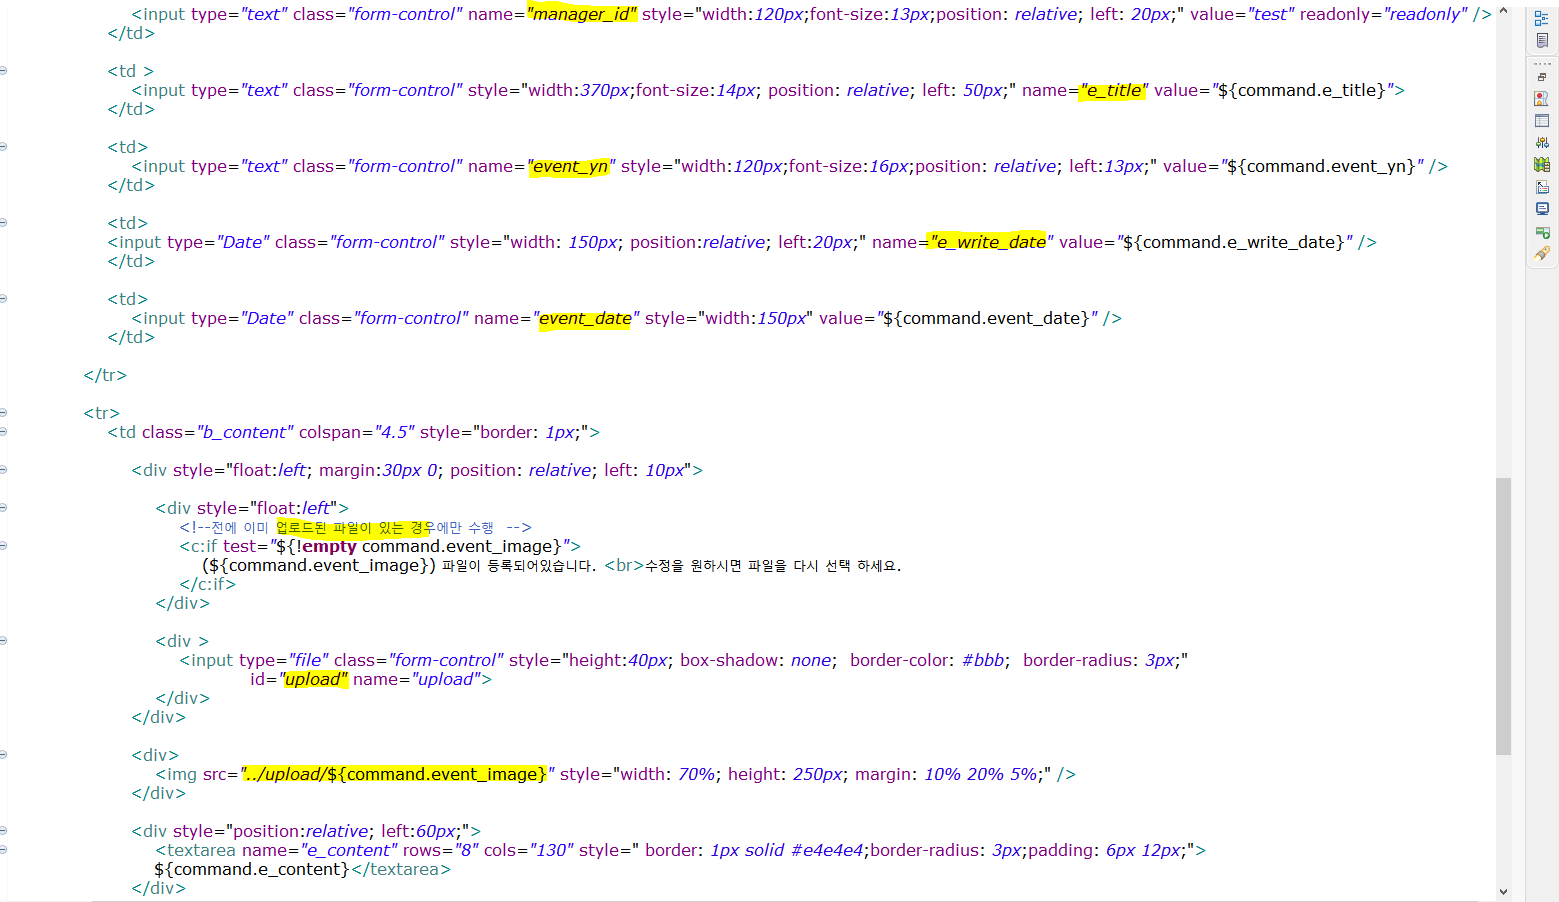 <input type="text" class="form-control" name="manager_id" style="width:120px;font-size:13px;position: relative; left: 20px;" value="test" readonly="readonly" />
</td>
<td >
<input type="text" class="form-control" style="width:370px;font-size:14px; position: relative; left: 50px;" name="e_title" value="${command.e_title}">
</td>
<td>
<input type="text" class="form-control" name="event_yn" style="width:120px;font-size:16px;position: relative; left:13px;" value="${command.event_yn}" />
</td>
<td>
<input type="Date" class="form-control" style="width: 150px; position:relative; left:20px;" name="e_write_date" value="${command.e_write_date}" />
</td>
<td>
<input type="Date" class="form-control" name="event_date" style="width:150px" value="${command.event_date}" />
</td>
</tr>
<tr>
<td class="b_content" colspan="4.5" style="border: 1px;">
<div style="float:left; margin:30px 0; position: relative; left: 10px">
<div style="float:left">
<!--전에 이미 업로드된 파일이 있는 경우에만 수행 -->
<c:if test="${!empty command.event_image}">
(${command.event_image}) 파일이 등록되어있습니다. <br>수정을 원하시면 파일을 다시 선택 하세요.
</c:if>
</div>
<div >
<input type="file" class="form-control" style="height:40px; box-shadow: none;  border-color: #bbb;  border-radius: 3px;"
id="upload" name="upload">
</div>
</div>
<div>
<img src="../upload/${command.event_image}" style="width: 70%; height: 250px; margin: 10% 20% 5%;" />
</div>
<div style="position:relative; left:60px;">
<textarea name="e_content" rows="8" cols="130" style=" border: 1px solid #e4e4e4;border-radius: 3px;padding: 6px 12px;">
${command.e_content}</textarea>
</div>